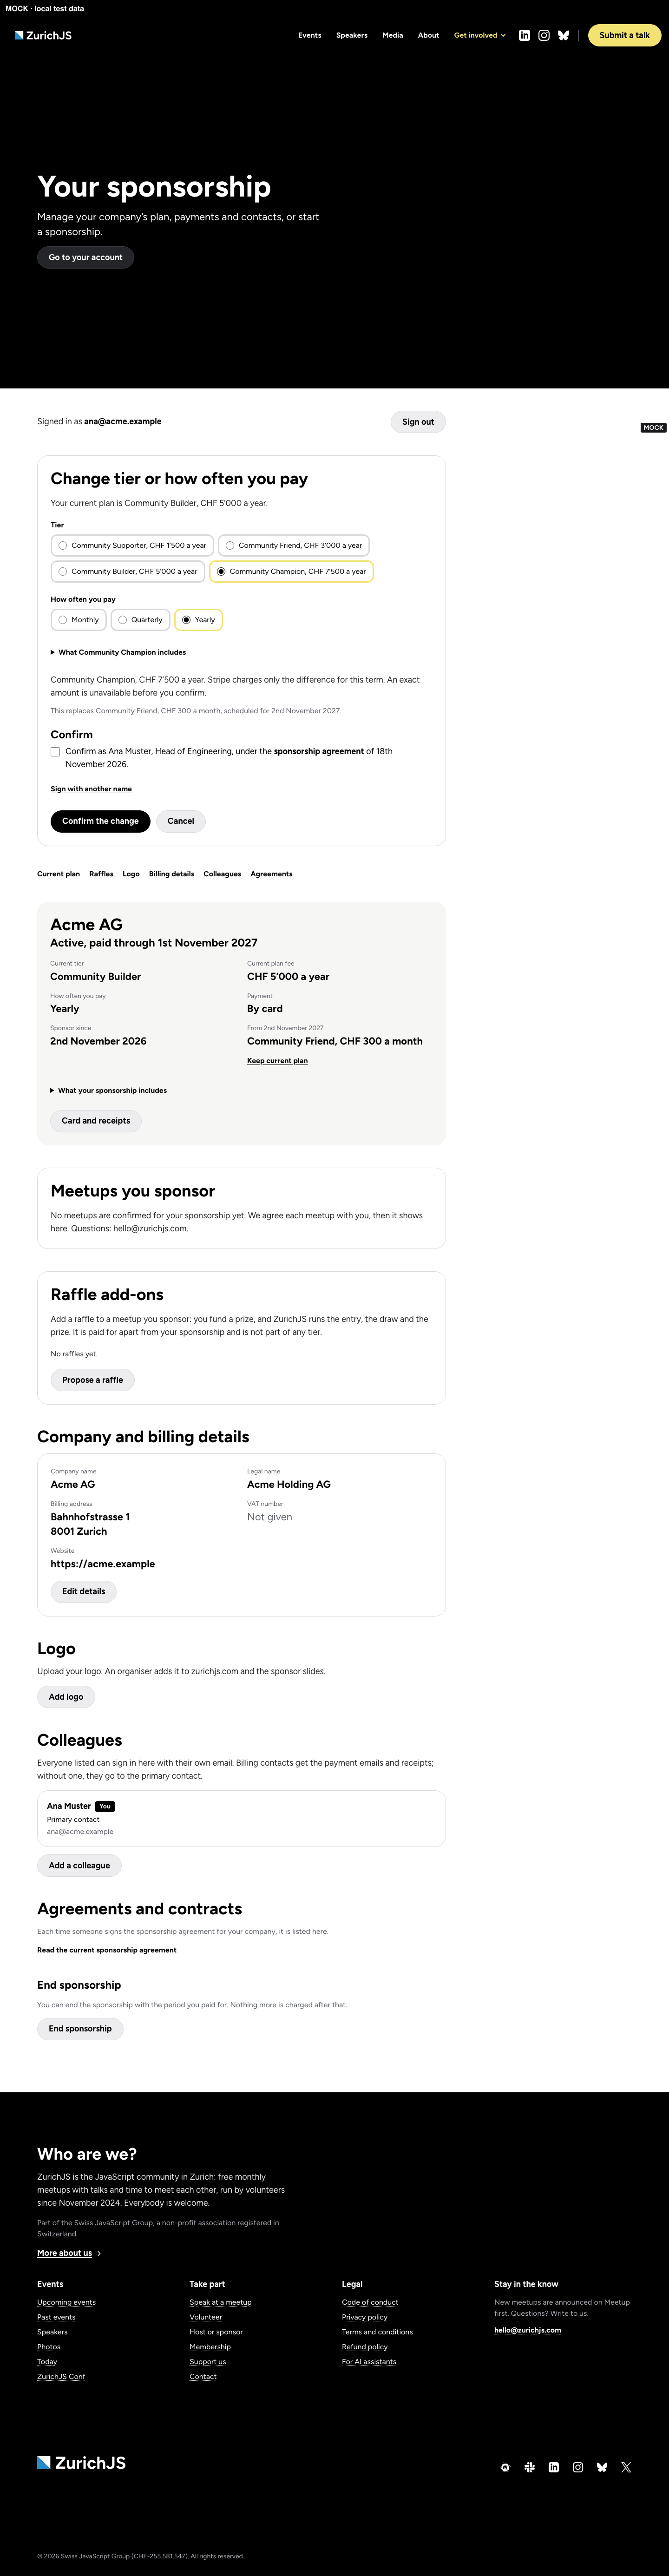 MOCK · local test data
ZurichJS
Events
Speakers
Media
About
Get involved
Submit a talk
Your sponsorship
Manage your company's plan, payments and contacts, or start
a sponsorship.
Go to your account
Signed in as ana@acme.example
Sign out
MOCK
Change tier or how often you pay
Your current plan is Community Builder, CHF 5'000 a year.
Tier
Community Supporter, CHF 1'500 a year
Community Friend, CHF 3'000 a year
Community Builder, CHF 5'000 a year
Community Champion, CHF 7'500 a year
How often you pay
Monthly
Quarterly
Yearly
What Community Champion includes
Community Champion, CHF 7'500 a year. Stripe charges only the difference for this term. An exact
amount is unavailable before you confirm.
This replaces Community Friend, CHF 300 a month, scheduled for 2nd November 2027.
Confirm
Confirm as Ana Muster, Head of Engineering, under the sponsorship agreement of 18th
November 2026.
Sign with another name
Confirm the change
Cancel
Current plan
Raffles
Logo
Billing details
Colleagues
Agreements
Acme AG
Active, paid through 1st November 2027
Current tier
Community Builder
Current plan fee
CHF 5'000 a year
How often you pay
Yearly
Payment
By card
Sponsor since
2nd November 2026
From 2nd November 2027
Community Friend, CHF 300 a month
Keep current plan
What your sponsorship includes
Card and receipts
Meetups you sponsor
No meetups are confirmed for your sponsorship yet. We agree each meetup with you, then it shows
here. Questions: hello@zurichjs.com.
Raffle add-ons
Add a raffle to a meetup you sponsor: you fund a prize, and ZurichJS runs the entry, the draw and the
prize. It is paid for apart from your sponsorship and is not part of any tier.
No raffles yet.
Propose a raffle
Company and billing details
Company name
Acme AG
Legal name
Acme Holding AG
Billing address
Bahnhofstrasse 1
8001 Zurich
VAT number
Not given
Website
https://acme.example
Edit details
Logo
Upload your logo. An organiser adds it to zurichjs.com and the sponsor slides.
Add logo
Colleagues
Everyone listed can sign in here with their own email. Billing contacts get the payment emails and receipts;
without one, they go to the primary contact.
Ana Muster You
Primary contact
ana@acme.example
Add a colleague
Agreements and contracts
Each time someone signs the sponsorship agreement for your company, it is listed here.
Read the current sponsorship agreement
End sponsorship
You can end the sponsorship with the period you paid for. Nothing more is charged after that.
End sponsorship
Who are we?
ZurichJS is the JavaScript community in Zurich: free monthly
meetups with talks and time to meet each other, run by volunteers
since November 2024. Everybody is welcome.
Part of the Swiss JavaScript Group, a non-profit association registered in
Switzerland.
More about us
Events
Upcoming events
Past events
Speakers
Photos
Today
ZurichJS Conf
Take part
Speak at a meetup
Volunteer
Host or sponsor
Membership
Support us
Contact
Legal
Code of conduct
Privacy policy
Terms and conditions
Refund policy
For AI assistants
Stay in the know
New meetups are announced on Meetup
first. Questions? Write to us.
hello@zurichjs.com
ZurichJS
© 2026 Swiss JavaScript Group (CHE-255.581.547). All rights reserved.